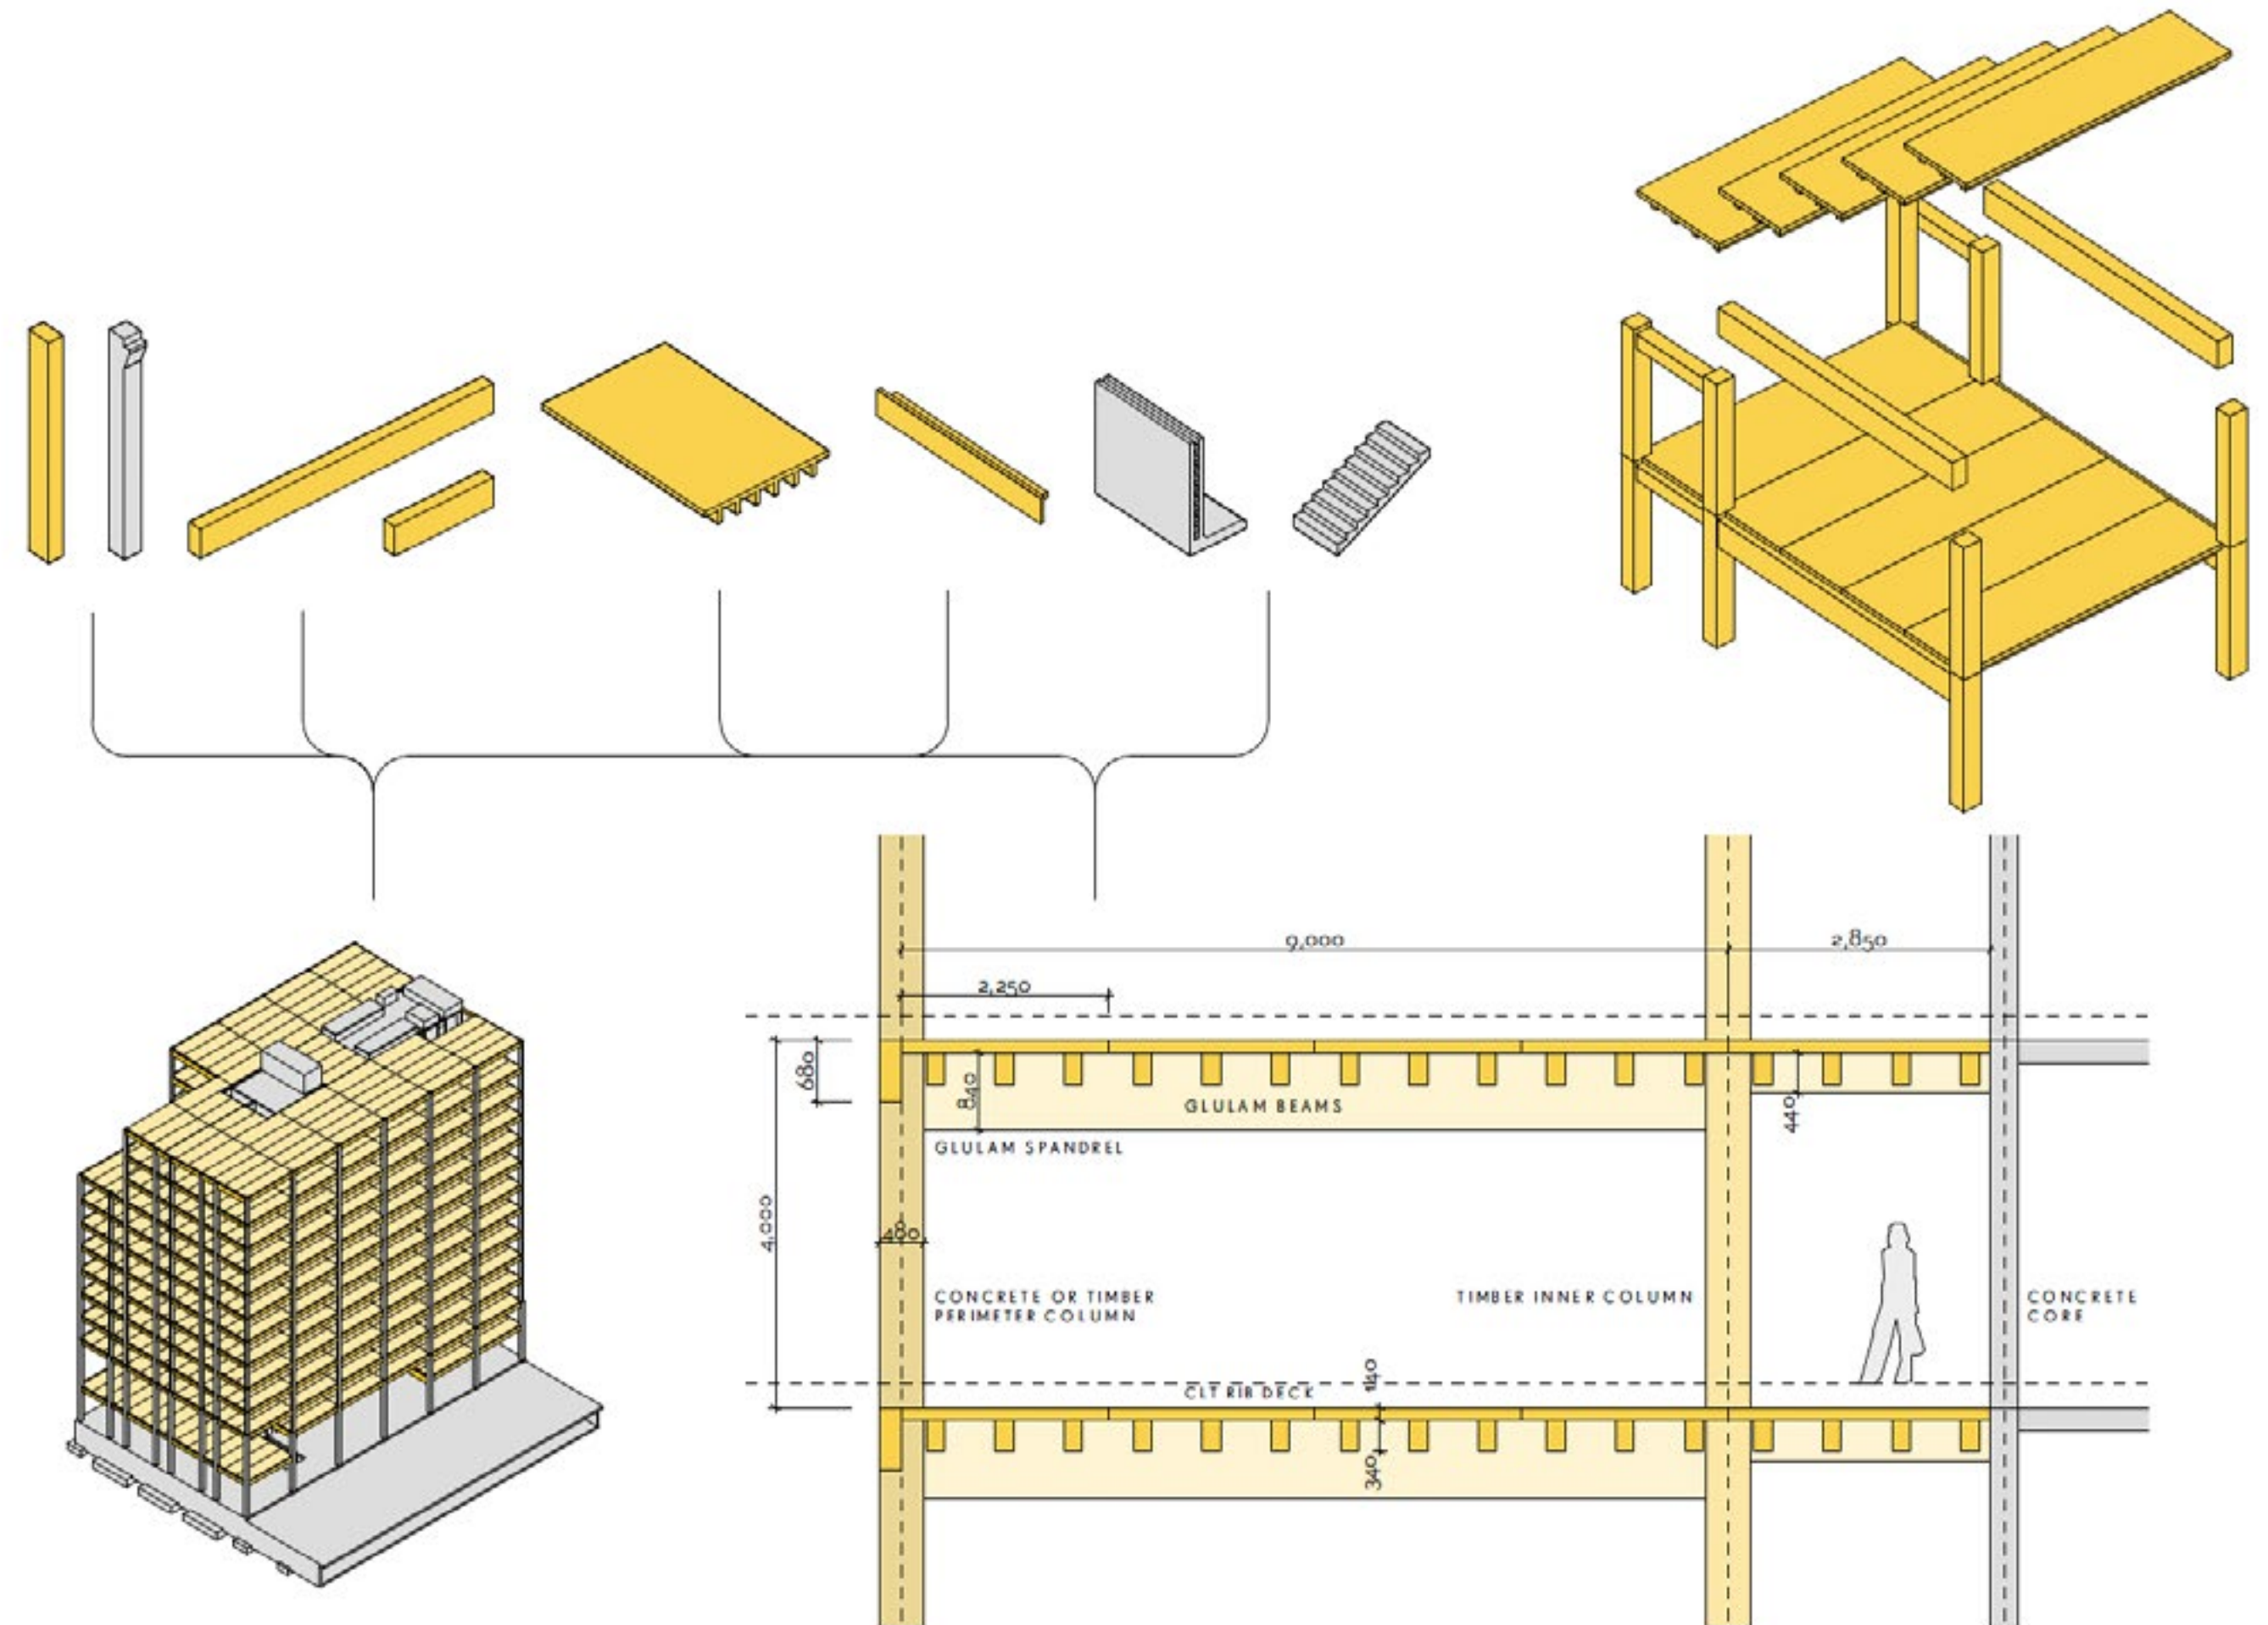 9,000
2,850
2,250
680
840
GLULAM BEAMS
440
GLULAM SPANDREL
4,000
480
CONCRETE OR TIMBER
PERIMETER COLUMN
TIMBER INNER COLUMN
CONCRETE
CORE
140
CLT RIB DECK
340